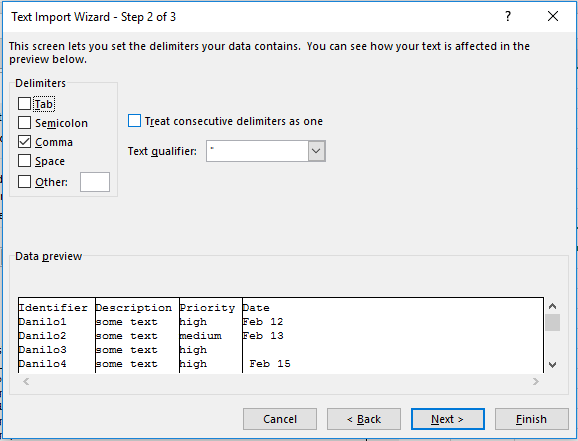 Text Import Wizard - Step 2 of 3
This screen lets you set the delimiters your data contains.  You can see how your text is affected in the
preview below.
Delimiters
Tab
Semicolon
Comma
Space
Other:
Treat consecutive delimiters as one
Text qualifier: "
Data preview
Identifier Description Priority Date
Danilo1 some text high Feb 12
Danilo2 some text medium Feb 13
Danilo3 some text high
Danilo4 some text high Feb 15
Cancel < Back Next > Finish